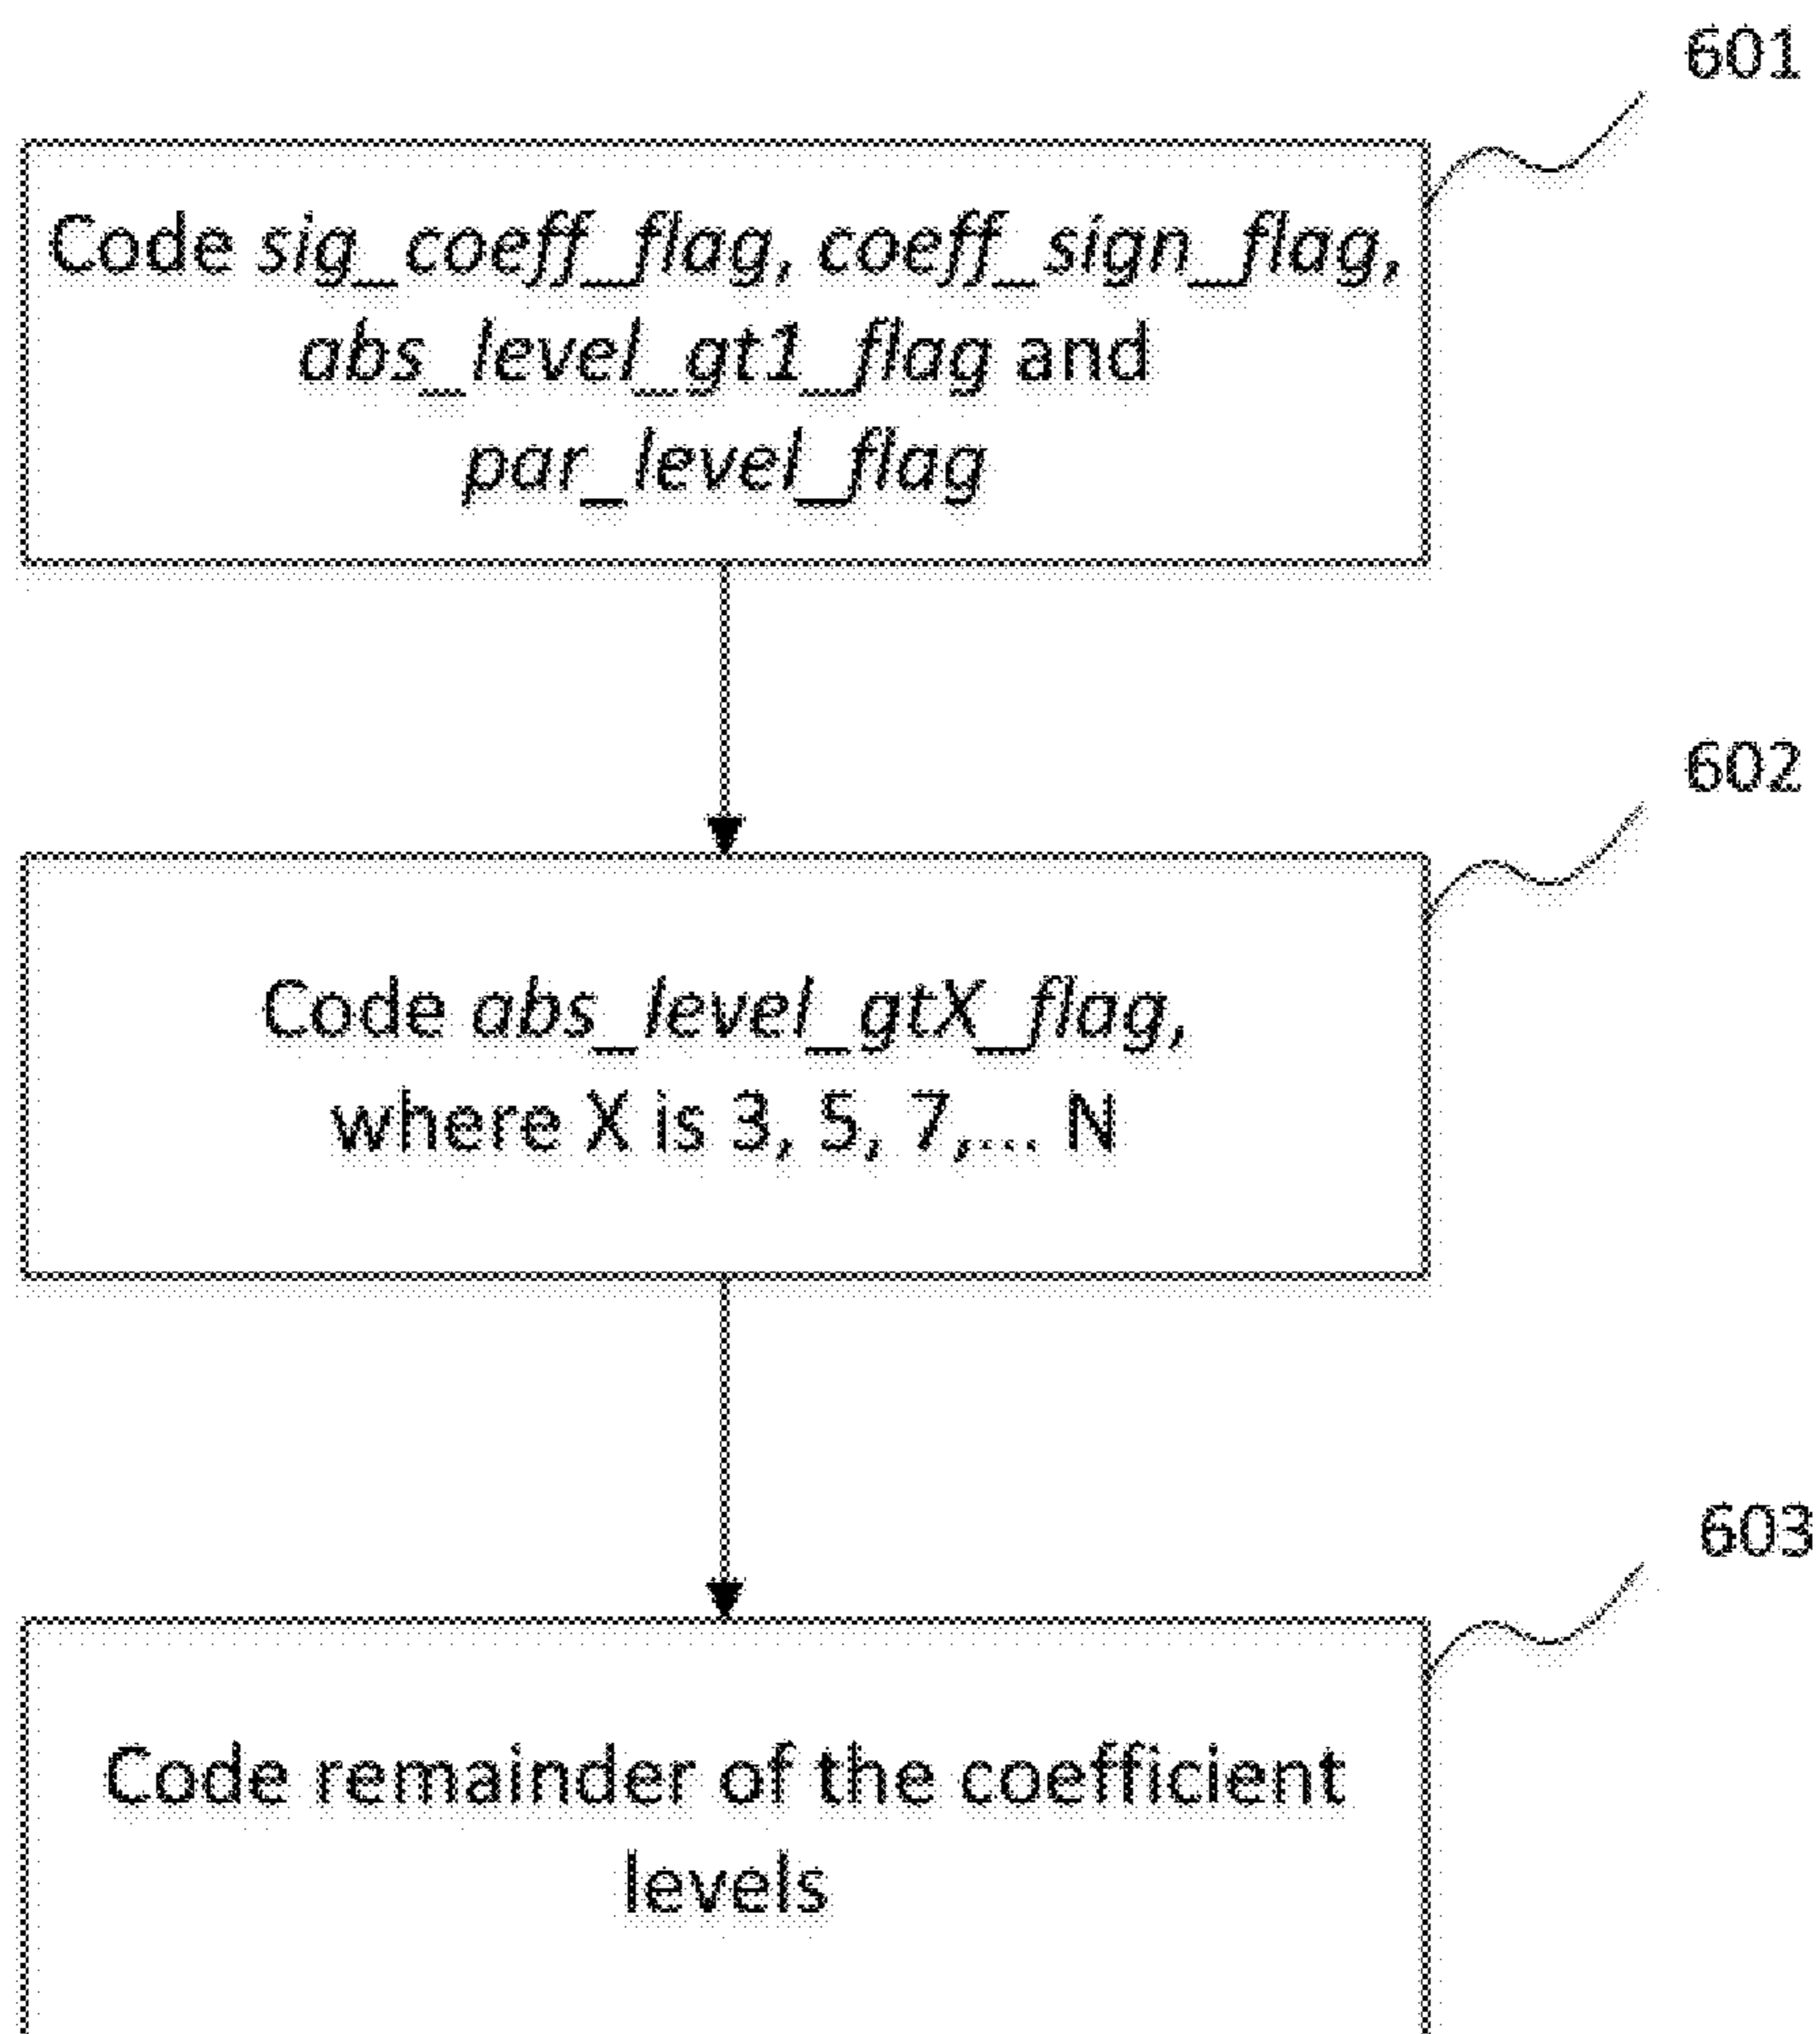 601
Code sig_coeff_flag, coeff_sign_flag,
abs_level_gt1_flag and
par_level_flag
602
Code abs_level_gtX_flag,
where X is 3, 5, 7,... N
603
Code remainder of the coefficient
levels